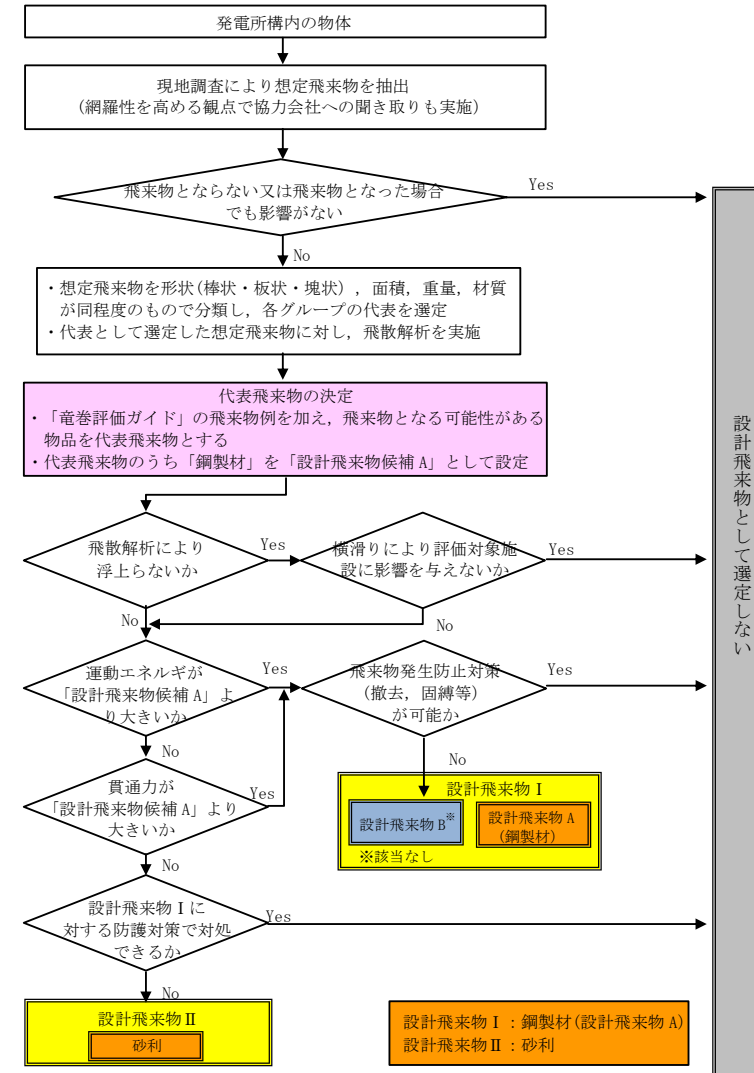 発電所構内の物体
現地調査により想定飛来物を抽出
(網羅性を高める観点で協力会社への聞き取りも実施)
飛来物とならない又は飛来物となった場合
でも影響がない
Yes
No
・想定飛来物を形状(棒状・板状・塊状)，面積，重量，材質
が同程度のもので分類し，各グループの代表を選定
・代表として選定した想定飛来物に対し，飛散解析を実施
代表飛来物の決定
・「竜巻評価ガイド」の飛来物例を加え，飛来物となる可能性がある
物品を代表飛来物とする
・代表飛来物のうち「鋼製材」を「設計飛来物候補 A」として設定
飛散解析により
浮上らないか
Yes
横滑りにより評価対象施
設に影響を与えないか
Yes
No
No
運動エネルギが
「設計飛来物候補 A」よ
り大きいか
Yes
飛来物発生防止対策
(撤去，固縛等)
が可能か
Yes
No
No
貫通力が
「設計飛来物候補 A」より
大きいか
Yes
設計飛来物Ⅰ
設計飛来物 B※
設計飛来物 A
(鋼製材)
※該当なし
No
設計飛来物Ⅰに
対する防護対策で対処
できるか
Yes
No
設計飛来物Ⅱ
砂利
設計飛来物Ⅰ：鋼製材(設計飛来物 A)
設計飛来物Ⅱ：砂利
設計飛来物として選定しない